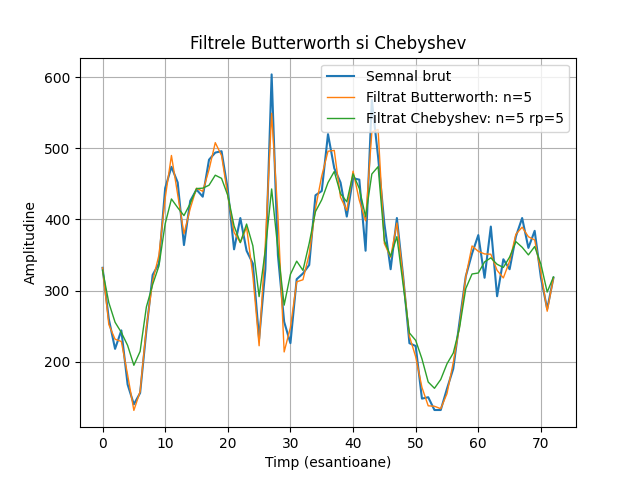 Filtrele Butterworth si Chebyshev
Semnal brut
Filtrat Butterworth: n=5
Filtrat Chebyshev: n=5 rp=5
Amplitudine
600
500
400
300
200
0 10 20 30 40 50 60 70
Timp (esantioane)